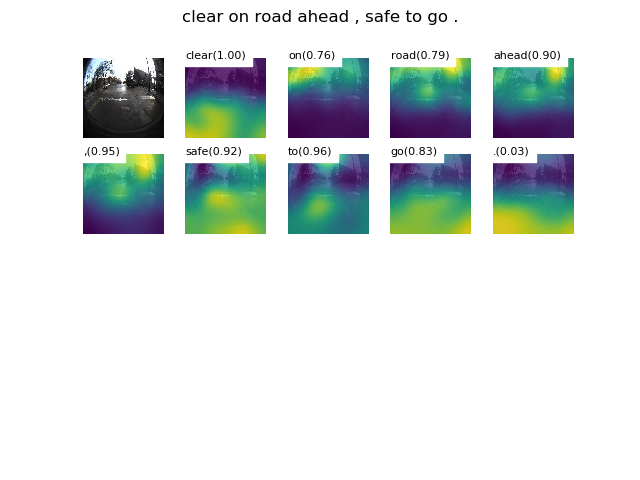 clear on road ahead , safe to go .
clear(1.00) on(0.76) road(0.79) ahead(0.90)
,(0.95) safe(0.92) to(0.96) go(0.83) .(0.03)